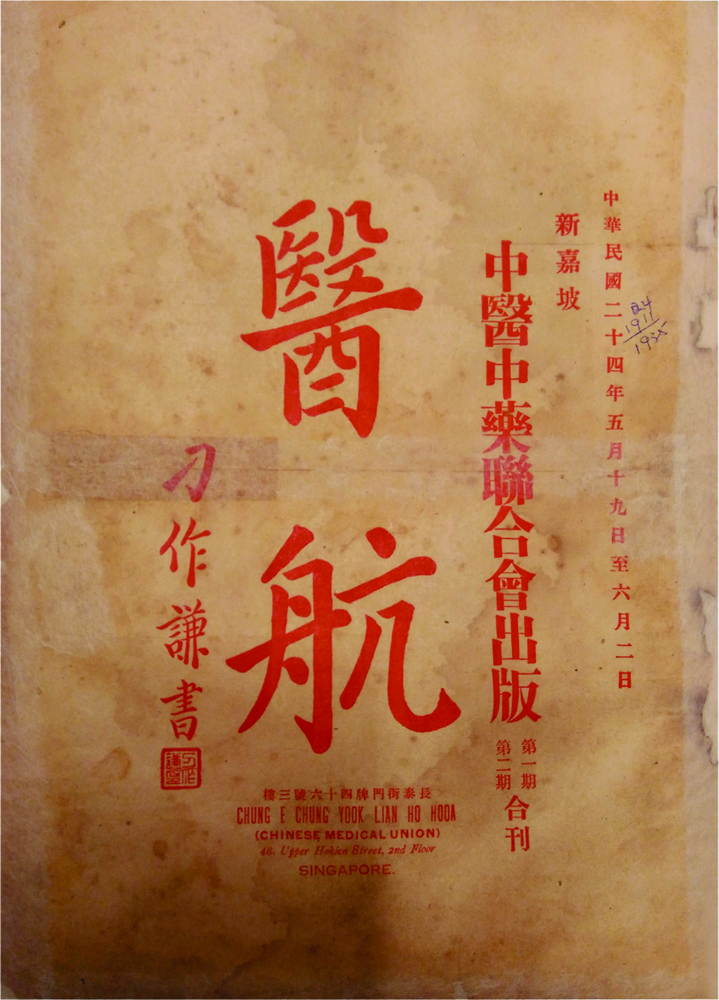 中華民國二十四年五月十九日至六月二日
24
1911
1935
新嘉坡
中醫中藥聯合會出版
第一期
第二期
合刊
醫航
刁作謙書
樓三號六十四牌門街泰長
CHUNG E CHUNG YOOK LIAN HO HOOA
(CHINESE MEDICAL UNION)
46. Upper Hokien Street, 2nd Floor
SINGAPORE.